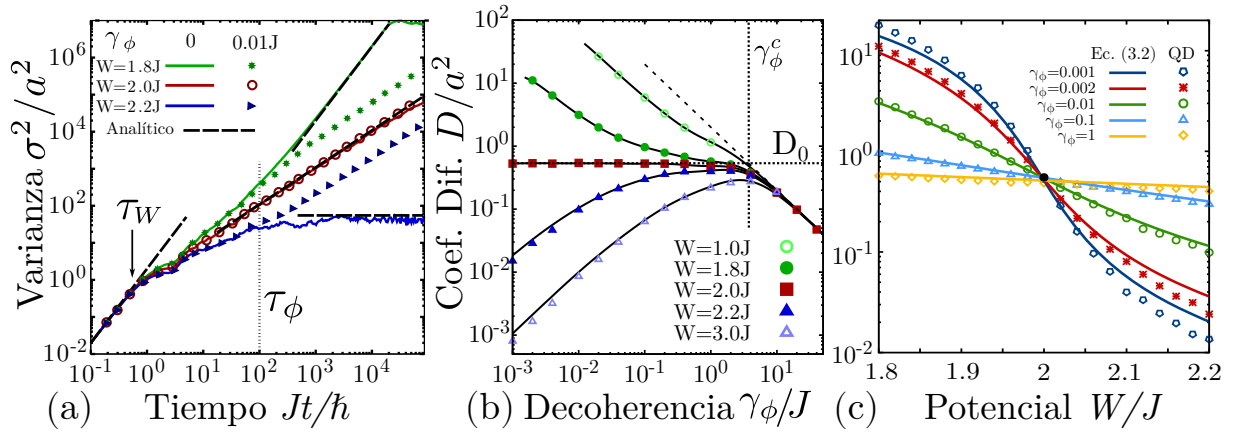 Varianza σ²/a²
10⁶
10⁴
10²
10⁰
10⁻²
γϕ 0 0.01J
W=1.8J
W=2.0J
W=2.2J
Analítico
τW
τϕ
10⁻¹ 10⁰ 10¹ 10² 10³ 10⁴
(a) Tiempo Jt/ħ
Coef. Dif. D/a²
10²
10¹
10⁰
10⁻¹
10⁻²
10⁻³
γϕᶜ
D₀
W=1.0J
W=1.8J
W=2.0J
W=2.2J
W=3.0J
10⁻³ 10⁻² 10⁻¹ 10⁰ 10¹
(b) Decoherencia γϕ/J
10¹
10⁰
10⁻¹
10⁻²
Ec. (3.2) QD
γϕ=0.001
γϕ=0.002
γϕ=0.01
γϕ=0.1
γϕ=1
1.8 1.9 2 2.1 2.2
(c) Potencial W/J